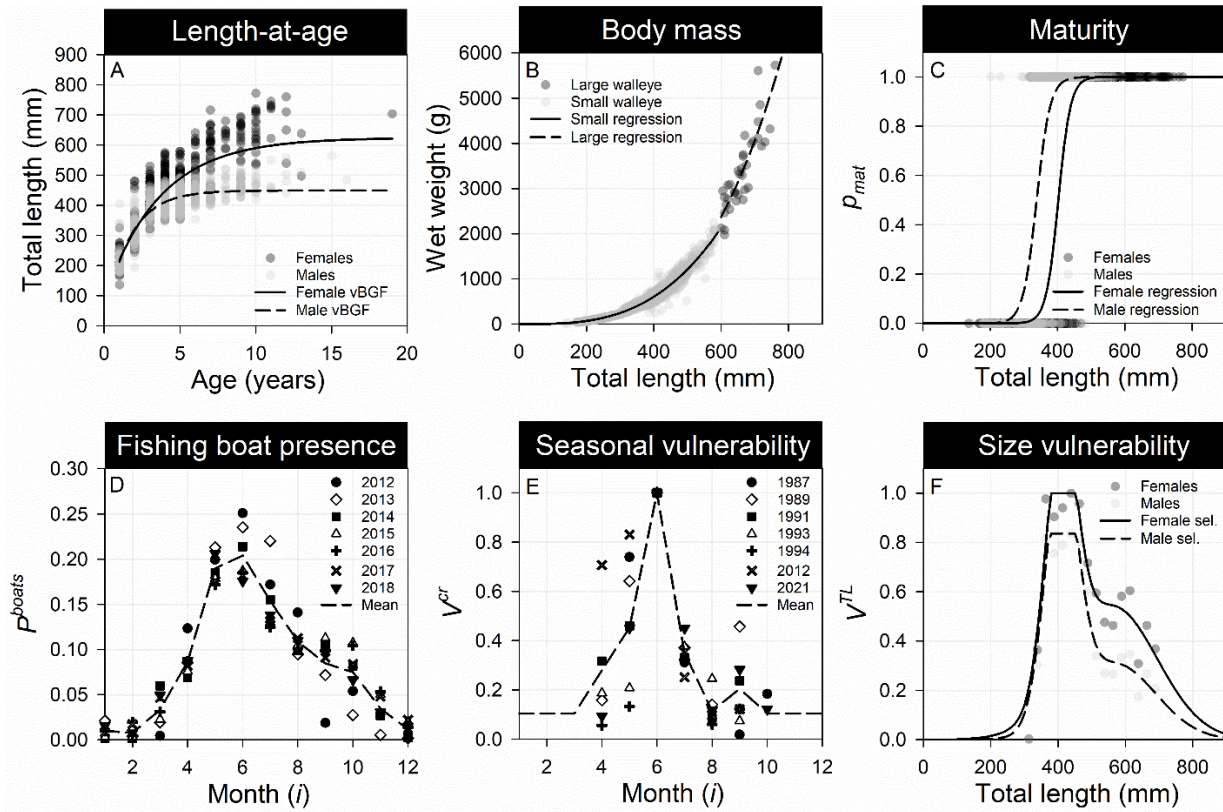 Length-at-age
Body mass
Maturity
A
Total length (mm)
900
800
700
600
500
400
300
200
100
0
Females
Males
Female vBGF
Male vBGF
0 5 10 15 20
Age (years)
B
Wet weight (g)
6000
5000
4000
3000
2000
1000
0
Large walleye
Small walleye
Small regression
Large regression
0 200 400 600 800
Total length (mm)
C
pmat
1.0
0.8
0.6
0.4
0.2
0.0
Females
Males
Female regression
Male regression
0 200 400 600 800
Total length (mm)
Fishing boat presence
Seasonal vulnerability
Size vulnerability
D
Pboats
0.30
0.25
0.20
0.15
0.10
0.05
0.00
2012
2013
2014
2015
2016
2017
2018
Mean
2 4 6 8 10 12
Month (i)
E
Vcr
1.0
0.8
0.6
0.4
0.2
0.0
1987
1989
1991
1993
1994
2012
2021
Mean
2 4 6 8 10 12
Month (i)
F
VTL
1.0
0.8
0.6
0.4
0.2
0.0
Females
Males
Female sel.
Male sel.
0 200 400 600 800
Total length (mm)